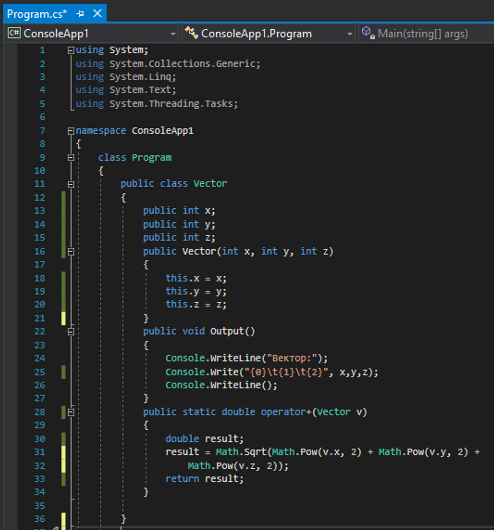 Program.cs*
ConsoleApp1 ConsoleApp1.Program Main(string[] args)
1 using System;
2 using System.Collections.Generic;
3 using System.Linq;
4 using System.Text;
5 using System.Threading.Tasks;
6
7 namespace ConsoleApp1
8 {
9 class Program
10 {
11 public class Vector
12 {
13 public int x;
14 public int y;
15 public int z;
16 public Vector(int x, int y, int z)
17 {
18 this.x = x;
19 this.y = y;
20 this.z = z;
21 }
22 public void Output()
23 {
24 Console.WriteLine("Вектор:");
25 Console.Write("{0}\t{1}\t{2}", x,y,z);
26 Console.WriteLine();
27 }
28 public static double operator+(Vector v)
29 {
30 double result;
31 result = Math.Sqrt(Math.Pow(v.x, 2) + Math.Pow(v.y, 2) +
32 Math.Pow(v.z, 2));
33 return result;
34 }
35
36 }